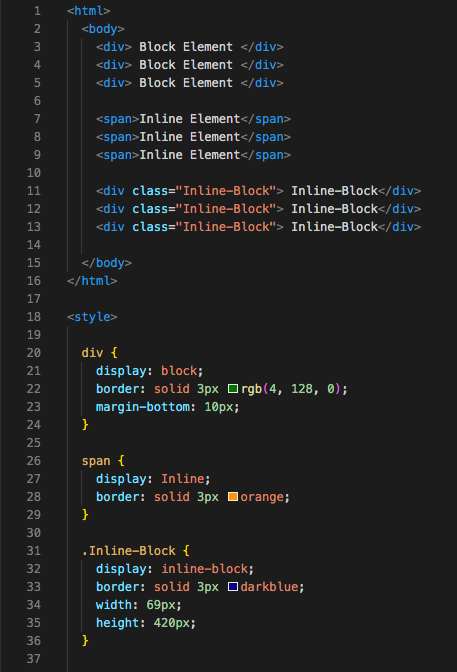 1 <html>
2 <body>
3 <div> Block Element </div>
4 <div> Block Element </div>
5 <div> Block Element </div>
6
7 <span>Inline Element</span>
8 <span>Inline Element</span>
9 <span>Inline Element</span>
10
11 <div class="Inline-Block"> Inline-Block</div>
12 <div class="Inline-Block"> Inline-Block</div>
13 <div class="Inline-Block"> Inline-Block</div>
14
15 </body>
16 </html>
17
18 <style>
19
20 div {
21 display: block;
22 border: solid 3px rgb(4, 128, 0);
23 margin-bottom: 10px;
24 }
25
26 span {
27 display: Inline;
28 border: solid 3px orange;
29 }
30
31 .Inline-Block {
32 display: inline-block;
33 border: solid 3px darkblue;
34 width: 69px;
35 height: 420px;
36 }
37